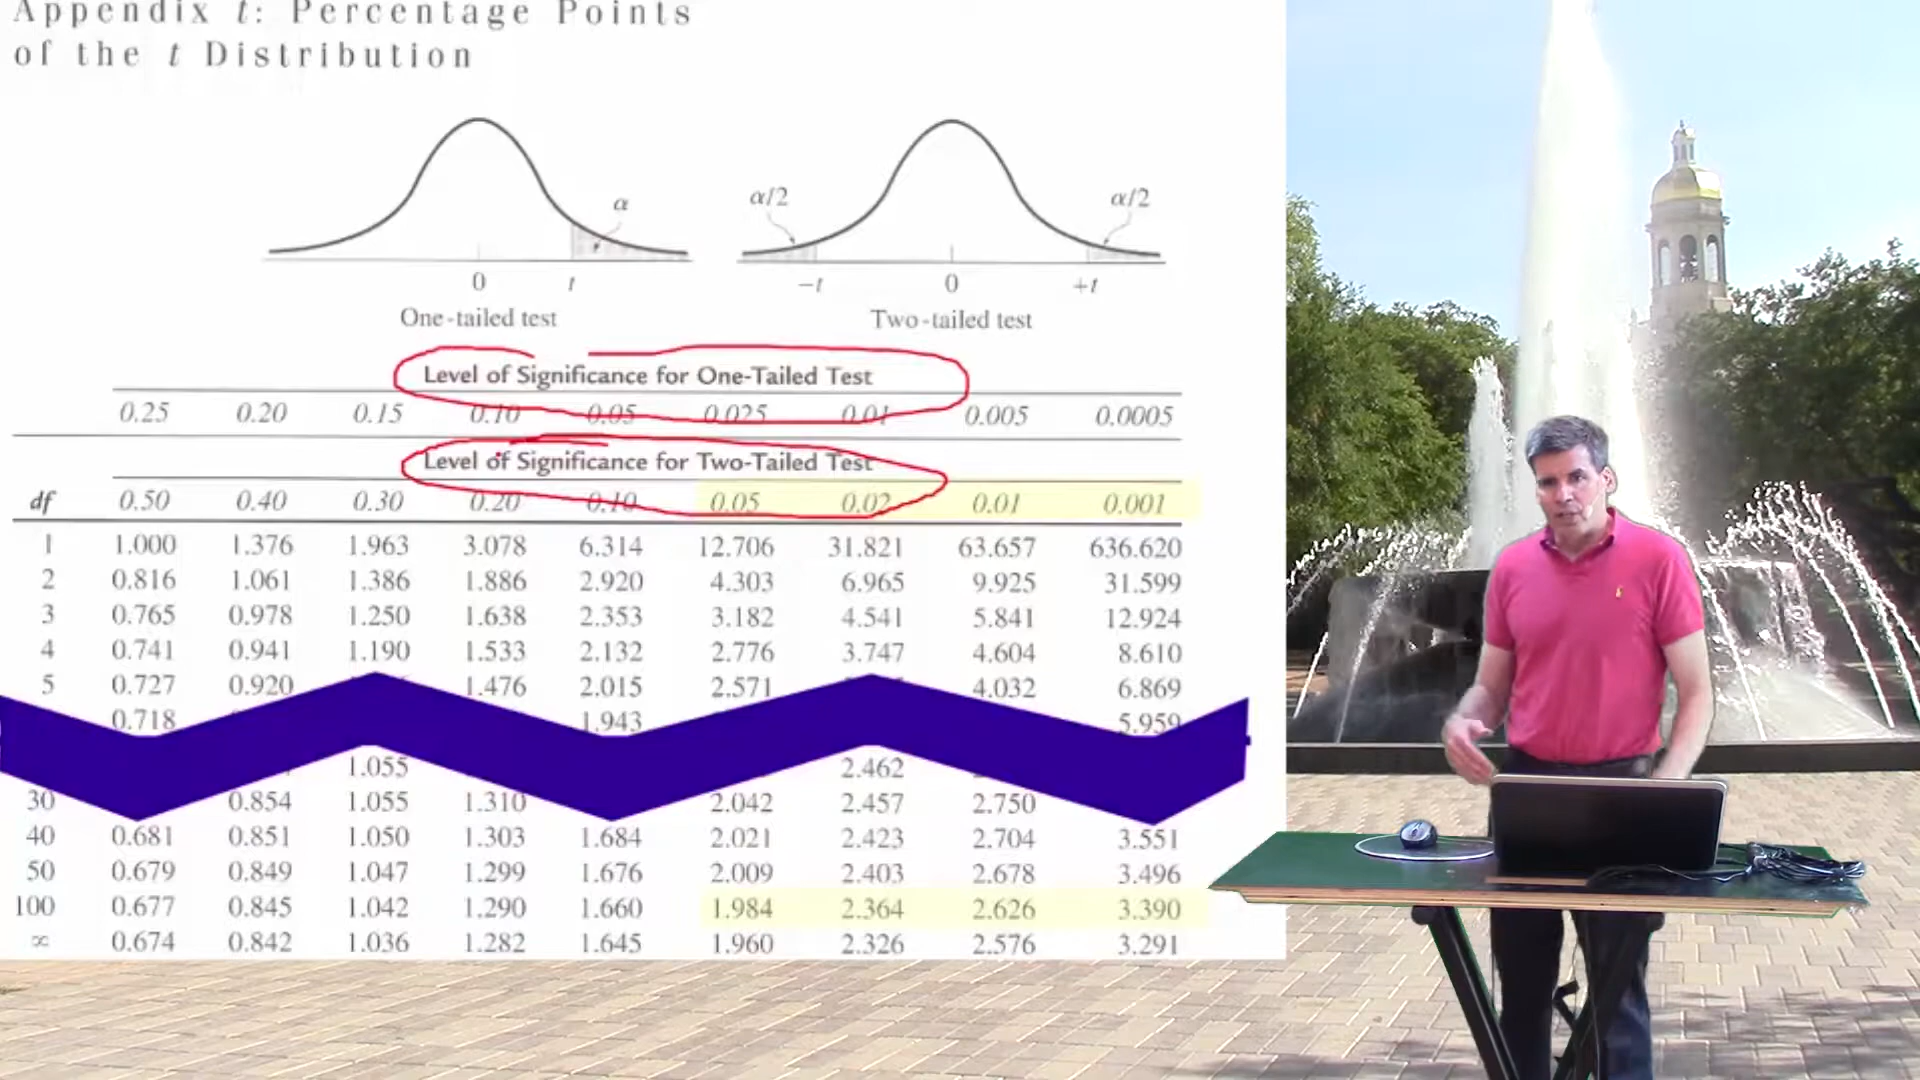 Appendix t: Percentage Points
of the t Distribution
α
α/2
α/2
0 t
−t 0 +t
One-tailed test
Two-tailed test
Level of Significance for One-Tailed Test
0.25 0.20 0.15 0.10 0.05 0.025 0.01 0.005 0.0005
Level of Significance for Two-Tailed Test
df 0.50 0.40 0.30 0.20 0.10 0.05 0.02 0.01 0.001
1 1.000 1.376 1.963 3.078 6.314 12.706 31.821 63.657 636.620
2 0.816 1.061 1.386 1.886 2.920 4.303 6.965 9.925 31.599
3 0.765 0.978 1.250 1.638 2.353 3.182 4.541 5.841 12.924
4 0.741 0.941 1.190 1.533 2.132 2.776 3.747 4.604 8.610
5 0.727 0.920 1.476 2.015 2.571 4.032 6.869
0.718 1.943 5.959
1.055 2.462
30 0.854 1.055 1.310 2.042 2.457 2.750
40 0.681 0.851 1.050 1.303 1.684 2.021 2.423 2.704 3.551
50 0.679 0.849 1.047 1.299 1.676 2.009 2.403 2.678 3.496
100 0.677 0.845 1.042 1.290 1.660 1.984 2.364 2.626 3.390
∞ 0.674 0.842 1.036 1.282 1.645 1.960 2.326 2.576 3.291